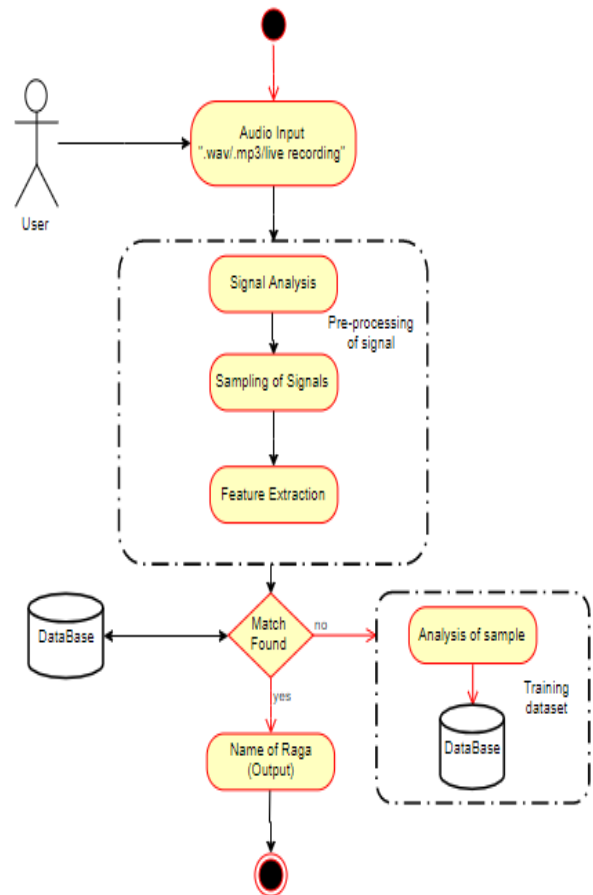 Audio Input
".wav/.mp3/live recording"
User
Signal Analysis
Pre-processing
of signal
Sampling of Signals
Feature Extraction
DataBase
Match
Found
no
Analysis of sample
Training
dataset
DataBase
yes
Name of Raga
(Output)